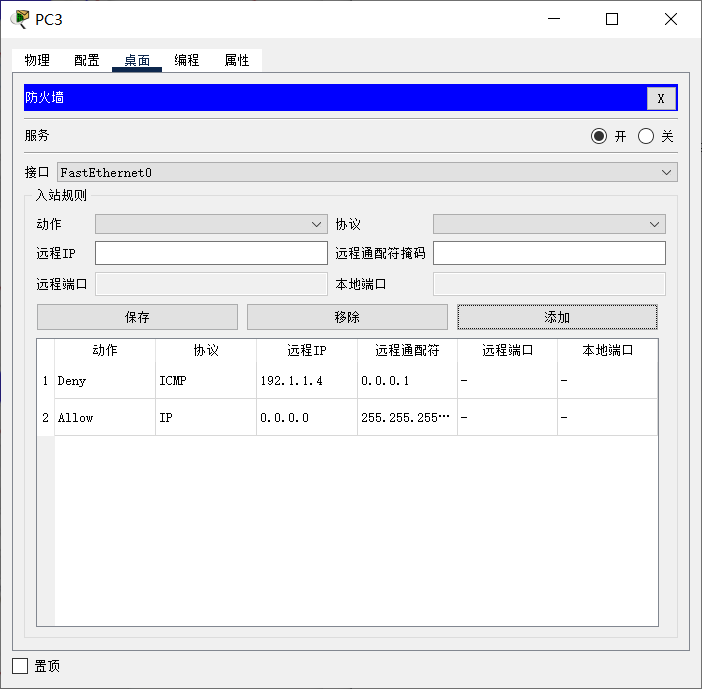 PC3
物理 配置 桌面 编程 属性
防火墙 X
服务 开 关
接口 FastEthernet0
入站规则
动作 协议
远程IP 远程通配符掩码
远程端口 本地端口
保存 移除 添加
动作 协议 远程IP 远程通配符 远程端口 本地端口
1 Deny ICMP 192.1.1.4 0.0.0.1 - -
2 Allow IP 0.0.0.0 255.255.255… - -
置顶